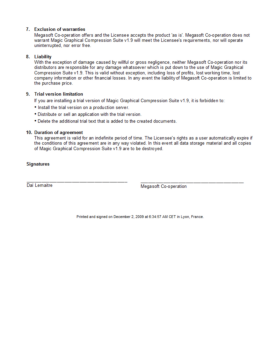 7. Exclusion of warranties
Megasoft Co-operation offers and the Licensee accepts the product 'as is'. Megasoft Co-operation does not
warrant Magic Graphical Compression Suite v1.9 will meet the Licensee's requirements, nor will operate
uninterrupted, nor error free.
8. Liability
With the exception of damage caused by willful or gross negligence, neither Megasoft Co-operation nor its
distributors are responsible for any damage whatsoever which is put down to the use of Magic Graphical
Compression Suite v1.9. This is valid without exception, including loss of profits, lost working time, lost
company information or other financial losses. In any event the liability of Megasoft Co-operation is limited to
the purchase price.
9. Trial version limitation
If you are installing a trial version of Magic Graphical Compression Suite v1.9, it is forbidden to:
• Install the trial version on a production server.
• Distribute or sell an application with the trial version.
• Delete the additional trial text that is added to the created documents.
10. Duration of agreement
This agreement is valid for an indefinite period of time. The Licensee's rights as a user automatically expire if
the conditions of this agreement are in any way violated. In this event all data storage material and all copies
of Magic Graphical Compression Suite v1.9 are to be destroyed.
Signatures
Dai Lemaitre Megasoft Co-operation
Printed and signed on December 2, 2009 at 6:34:07 AM CET in Lyon, France.